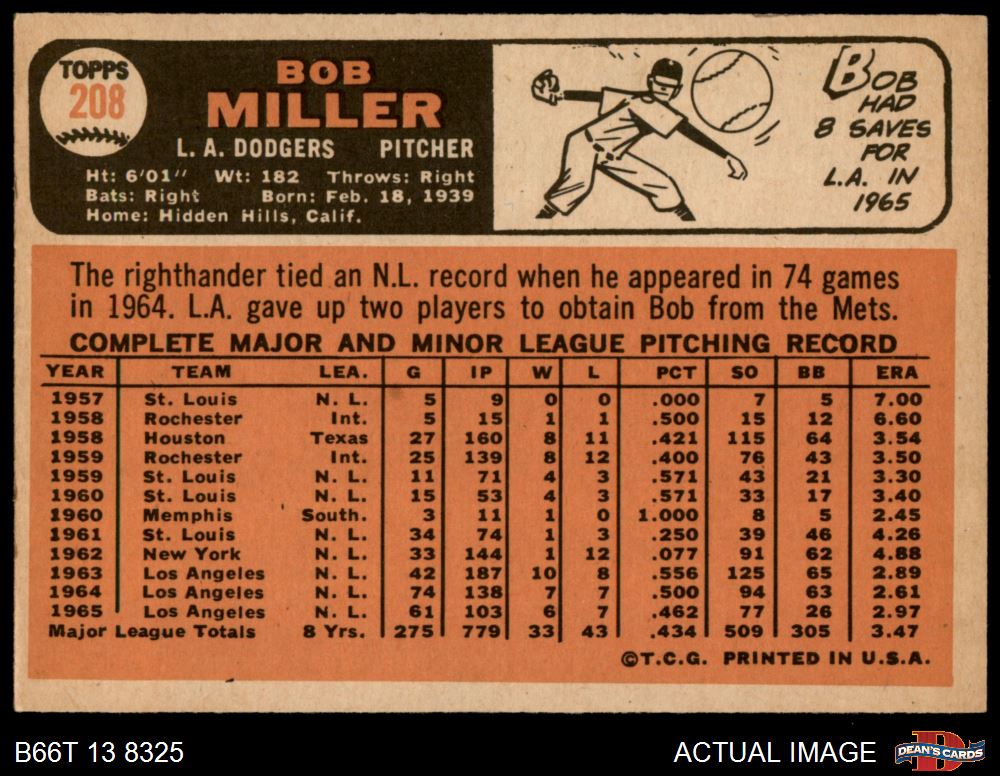 TOPPS
208
BOB
MILLER
L. A. DODGERS PITCHER
Ht: 6'01" Wt: 182 Throws: Right
Bats: Right Born: Feb. 18, 1939
Home: Hidden Hills, Calif.
BOB
HAD
8 SAVES
FOR
L.A. IN
1965
The righthander tied an N.L. record when he appeared in 74 games
in 1964. L.A. gave up two players to obtain Bob from the Mets.
COMPLETE MAJOR AND MINOR LEAGUE PITCHING RECORD
YEAR TEAM LEA. G IP W L PCT SO BB ERA
1957 St. Louis N. L. 5 9 0 0 .000 7 5 7.00
1958 Rochester Int. 5 15 1 1 .500 15 12 6.60
1958 Houston Texas 27 160 8 11 .421 115 64 3.54
1959 Rochester Int. 25 139 8 12 .400 76 43 3.50
1959 St. Louis N. L. 11 71 4 3 .571 43 21 3.30
1960 St. Louis N. L. 15 53 4 3 .571 33 17 3.40
1960 Memphis South. 3 11 1 0 1.000 8 5 2.45
1961 St. Louis N. L. 34 74 1 3 .250 39 46 4.26
1962 New York N. L. 33 144 1 12 .077 91 62 4.88
1963 Los Angeles N. L. 42 187 10 8 .556 125 65 2.89
1964 Los Angeles N. L. 74 138 7 7 .500 94 63 2.61
1965 Los Angeles N. L. 61 103 6 7 .462 77 26 2.97
Major League Totals 8 Yrs. 275 779 33 43 .434 509 305 3.47
©T.C.G. PRINTED IN U.S.A.
B66T 13 8325 ACTUAL IMAGE DEAN'S CARDS